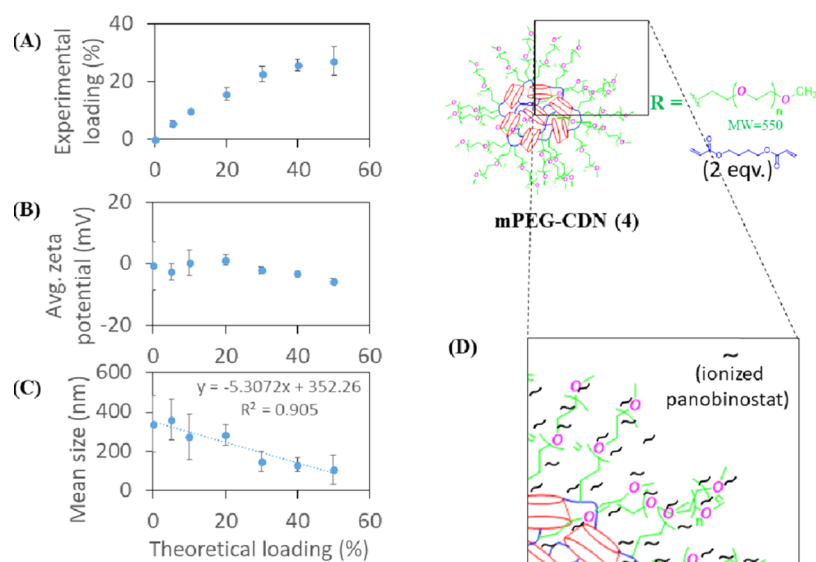 (A)
Experimental
loading (%)
40
20
0
0 20 40 60
(B)
Avg. zeta
potential (mV)
20
0
-20
0 20 40 60
(C)
Mean size (nm)
600
400
200
0
y = -5.3072x + 352.26
R² = 0.905
0 20 40 60
Theoretical loading (%)
R =
O
O
CH3
n
MW=550
O
O
O
O
(2 eqv.)
mPEG-CDN (4)
(D)
~
(ionized
panobinostat)
O
O
O
O
n
O
O
O
O
n
O